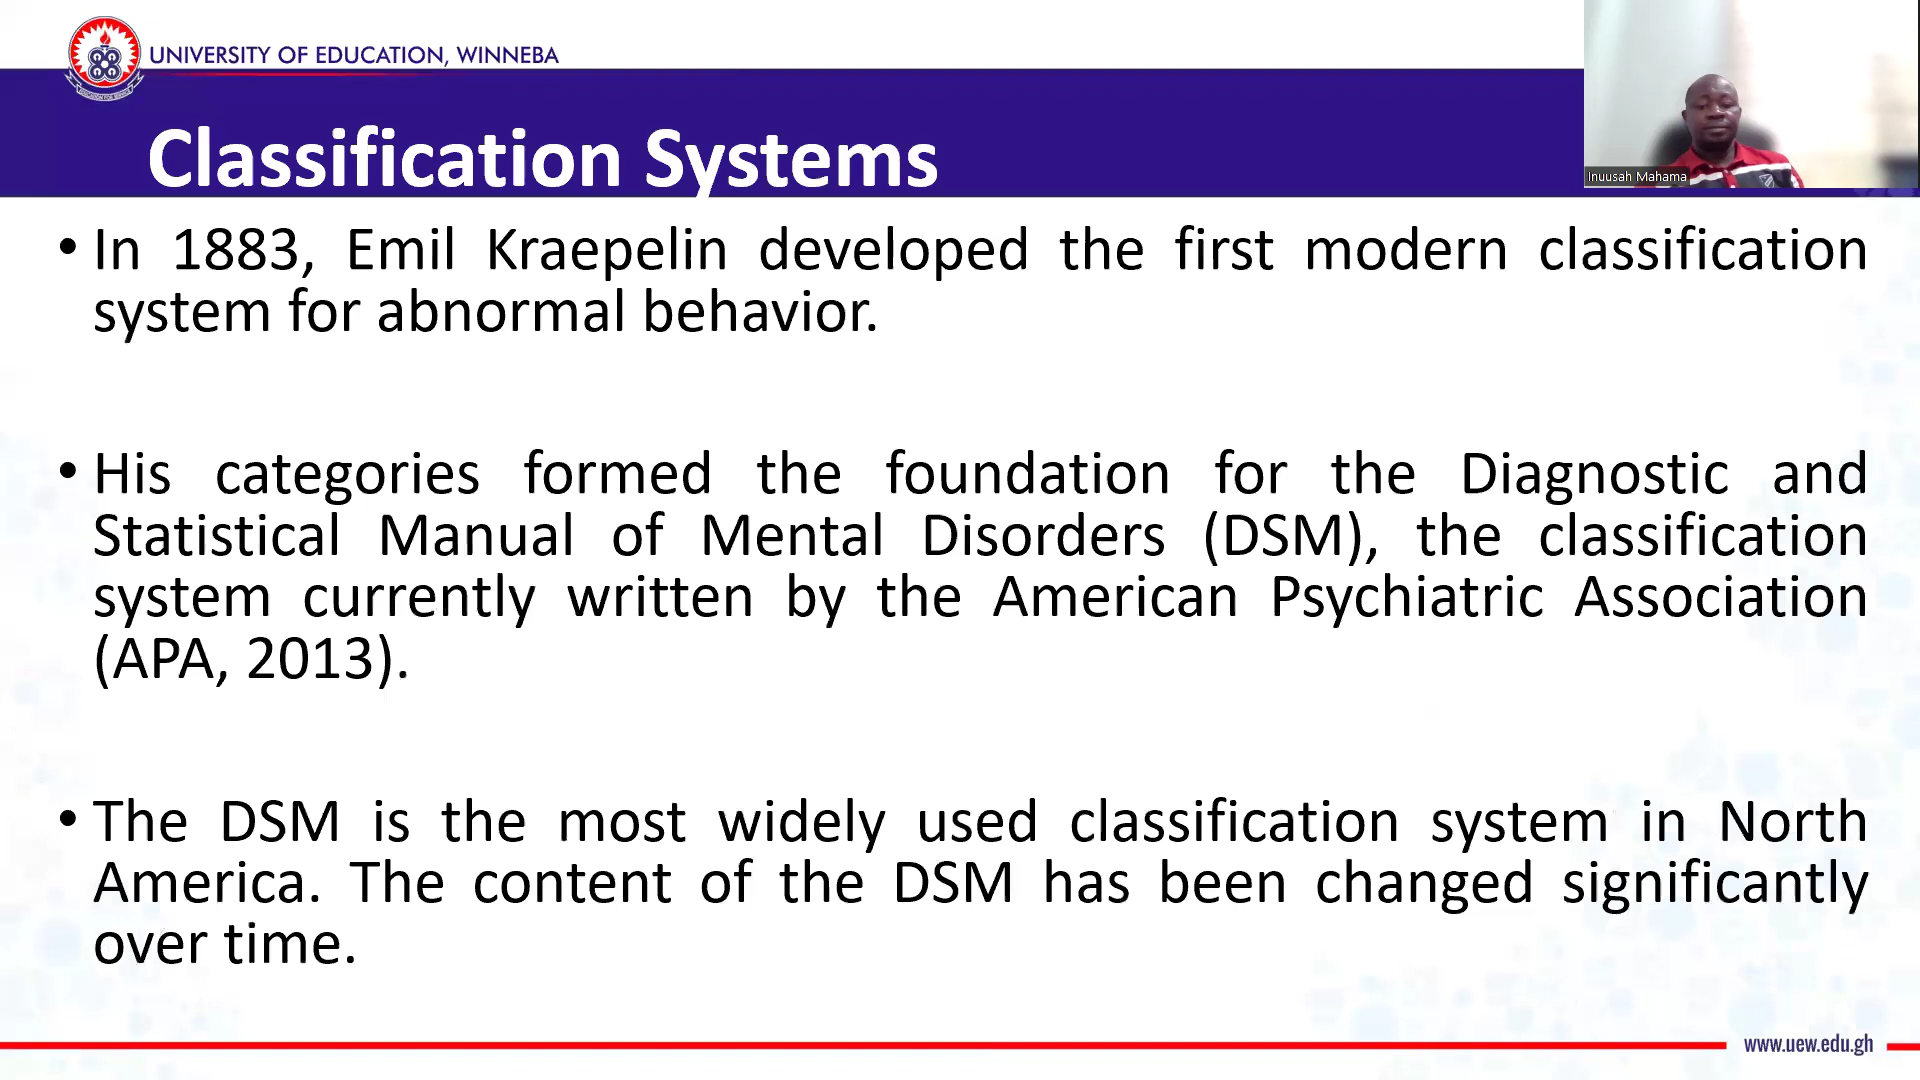 UNIVERSITY OF EDUCATION, WINNEBA
Classification Systems
Inuusah Mahama
• In 1883, Emil Kraepelin developed the first modern classification
system for abnormal behavior.
• His categories formed the foundation for the Diagnostic and
Statistical Manual of Mental Disorders (DSM), the classification
system currently written by the American Psychiatric Association
(APA, 2013).
• The DSM is the most widely used classification system in North
America. The content of the DSM has been changed significantly
over time.
www.uew.edu.gh